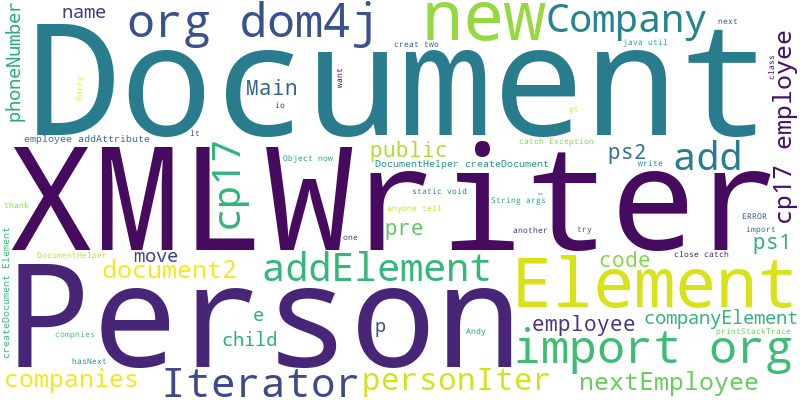 name
org dom4j
new
Company
next
phoneNumber
creat two
java util
Document
Main
Barry
want
class
employee
io
gt
employee addAttribute
lt
catch Exception
cp17
public
ps2
add
Object now
DocumentHelper createDocument
write
XMLWriter
static void
String args
...
thank
anyone tell
ERROR
cp17 employee
one
pre
another
try
import
ps1
createDocument Element
DocumentHelper
move
close catch
document2
addElement
code
Element
Person
e
child
p
employee
companyElement
compnies
Andy
printStackTrace
hasNext
import org
companies
Iterator
personIter
nextEmployee